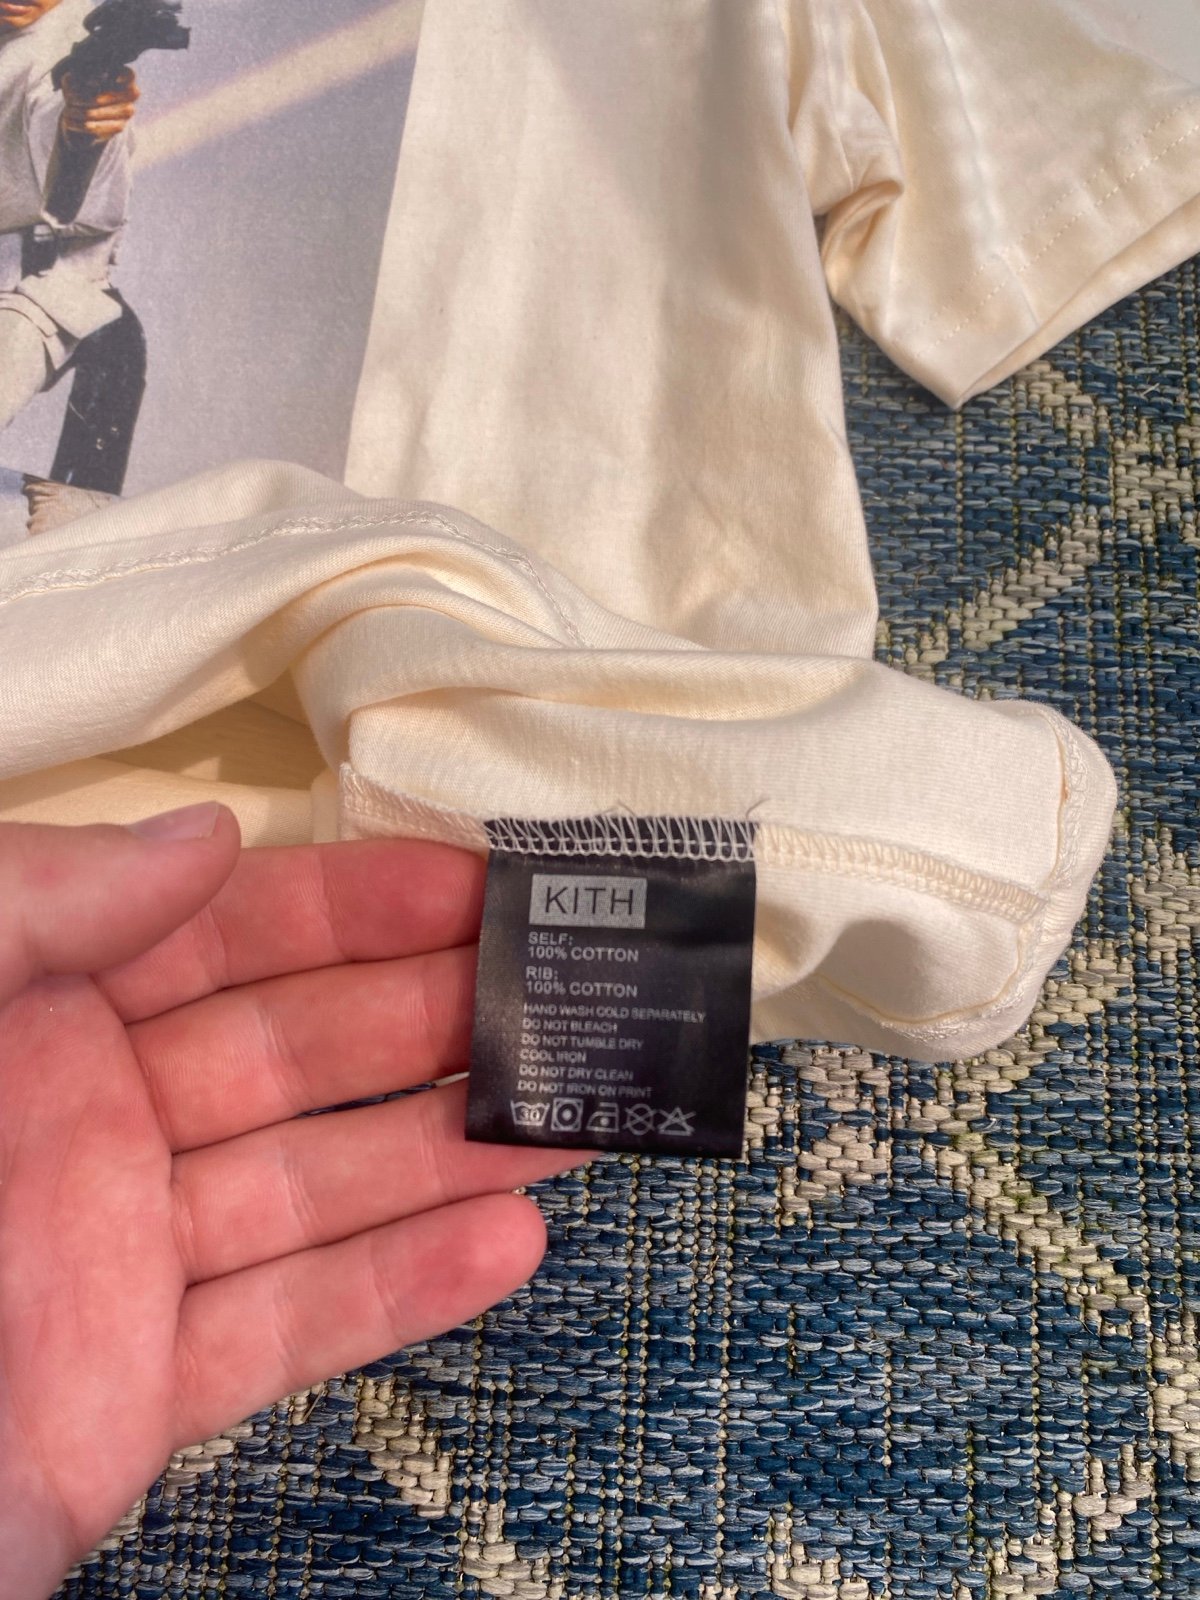 KITH
SELF:
100% COTTON
RIB:
100% COTTON
HAND WASH COLD SEPARATELY
DO NOT BLEACH
DO NOT TUMBLE DRY
COOL IRON
DO NOT DRY CLEAN
DO NOT IRON ON PRINT
30